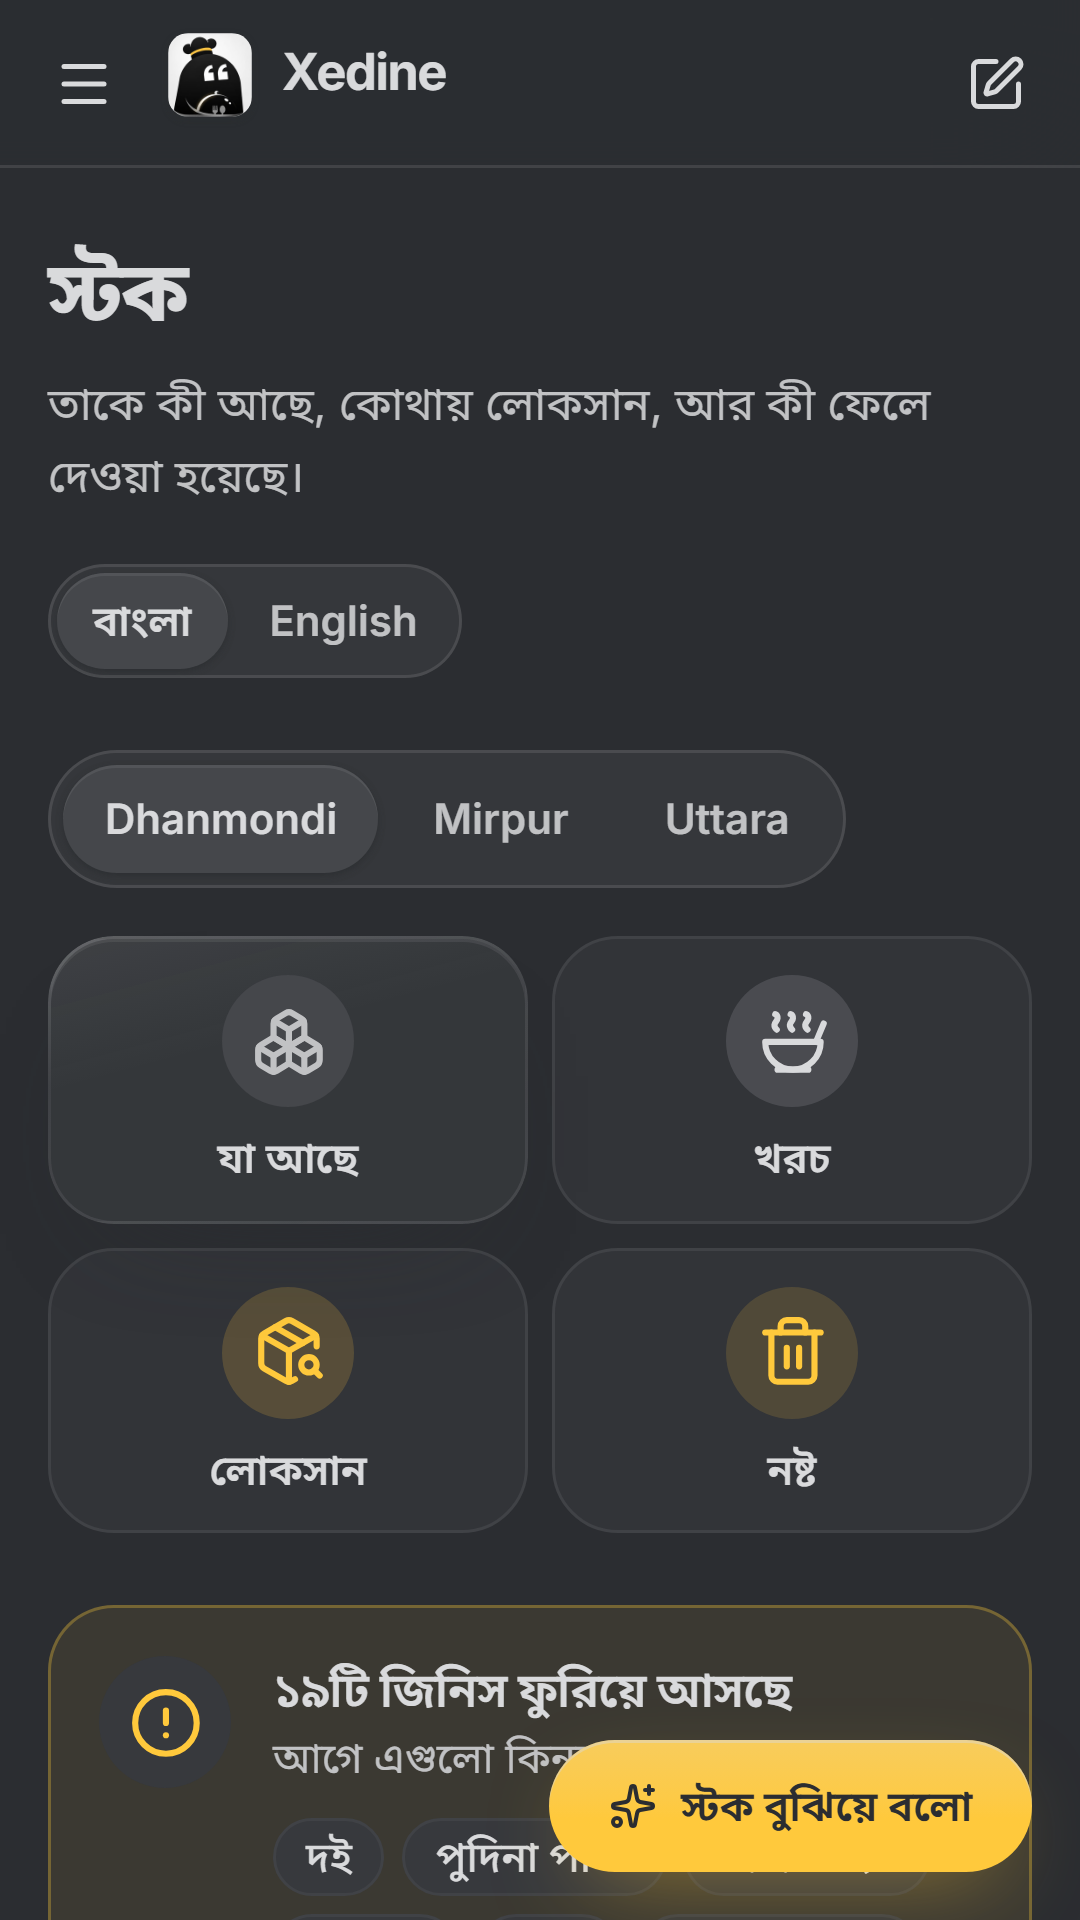 Xedine
স্টক
তাকে কী আছে, কোথায় লোকসান, আর কী ফেলে
দেওয়া হয়েছে।
বাংলা English
Dhanmondi Mirpur Uttara
যা আছে খরচ
লোকসান নষ্ট
১৯টি জিনিস ফুরিয়ে আসছে
আগে এগুলো
স্টক বুঝিয়ে বলো
দই পুদিনা